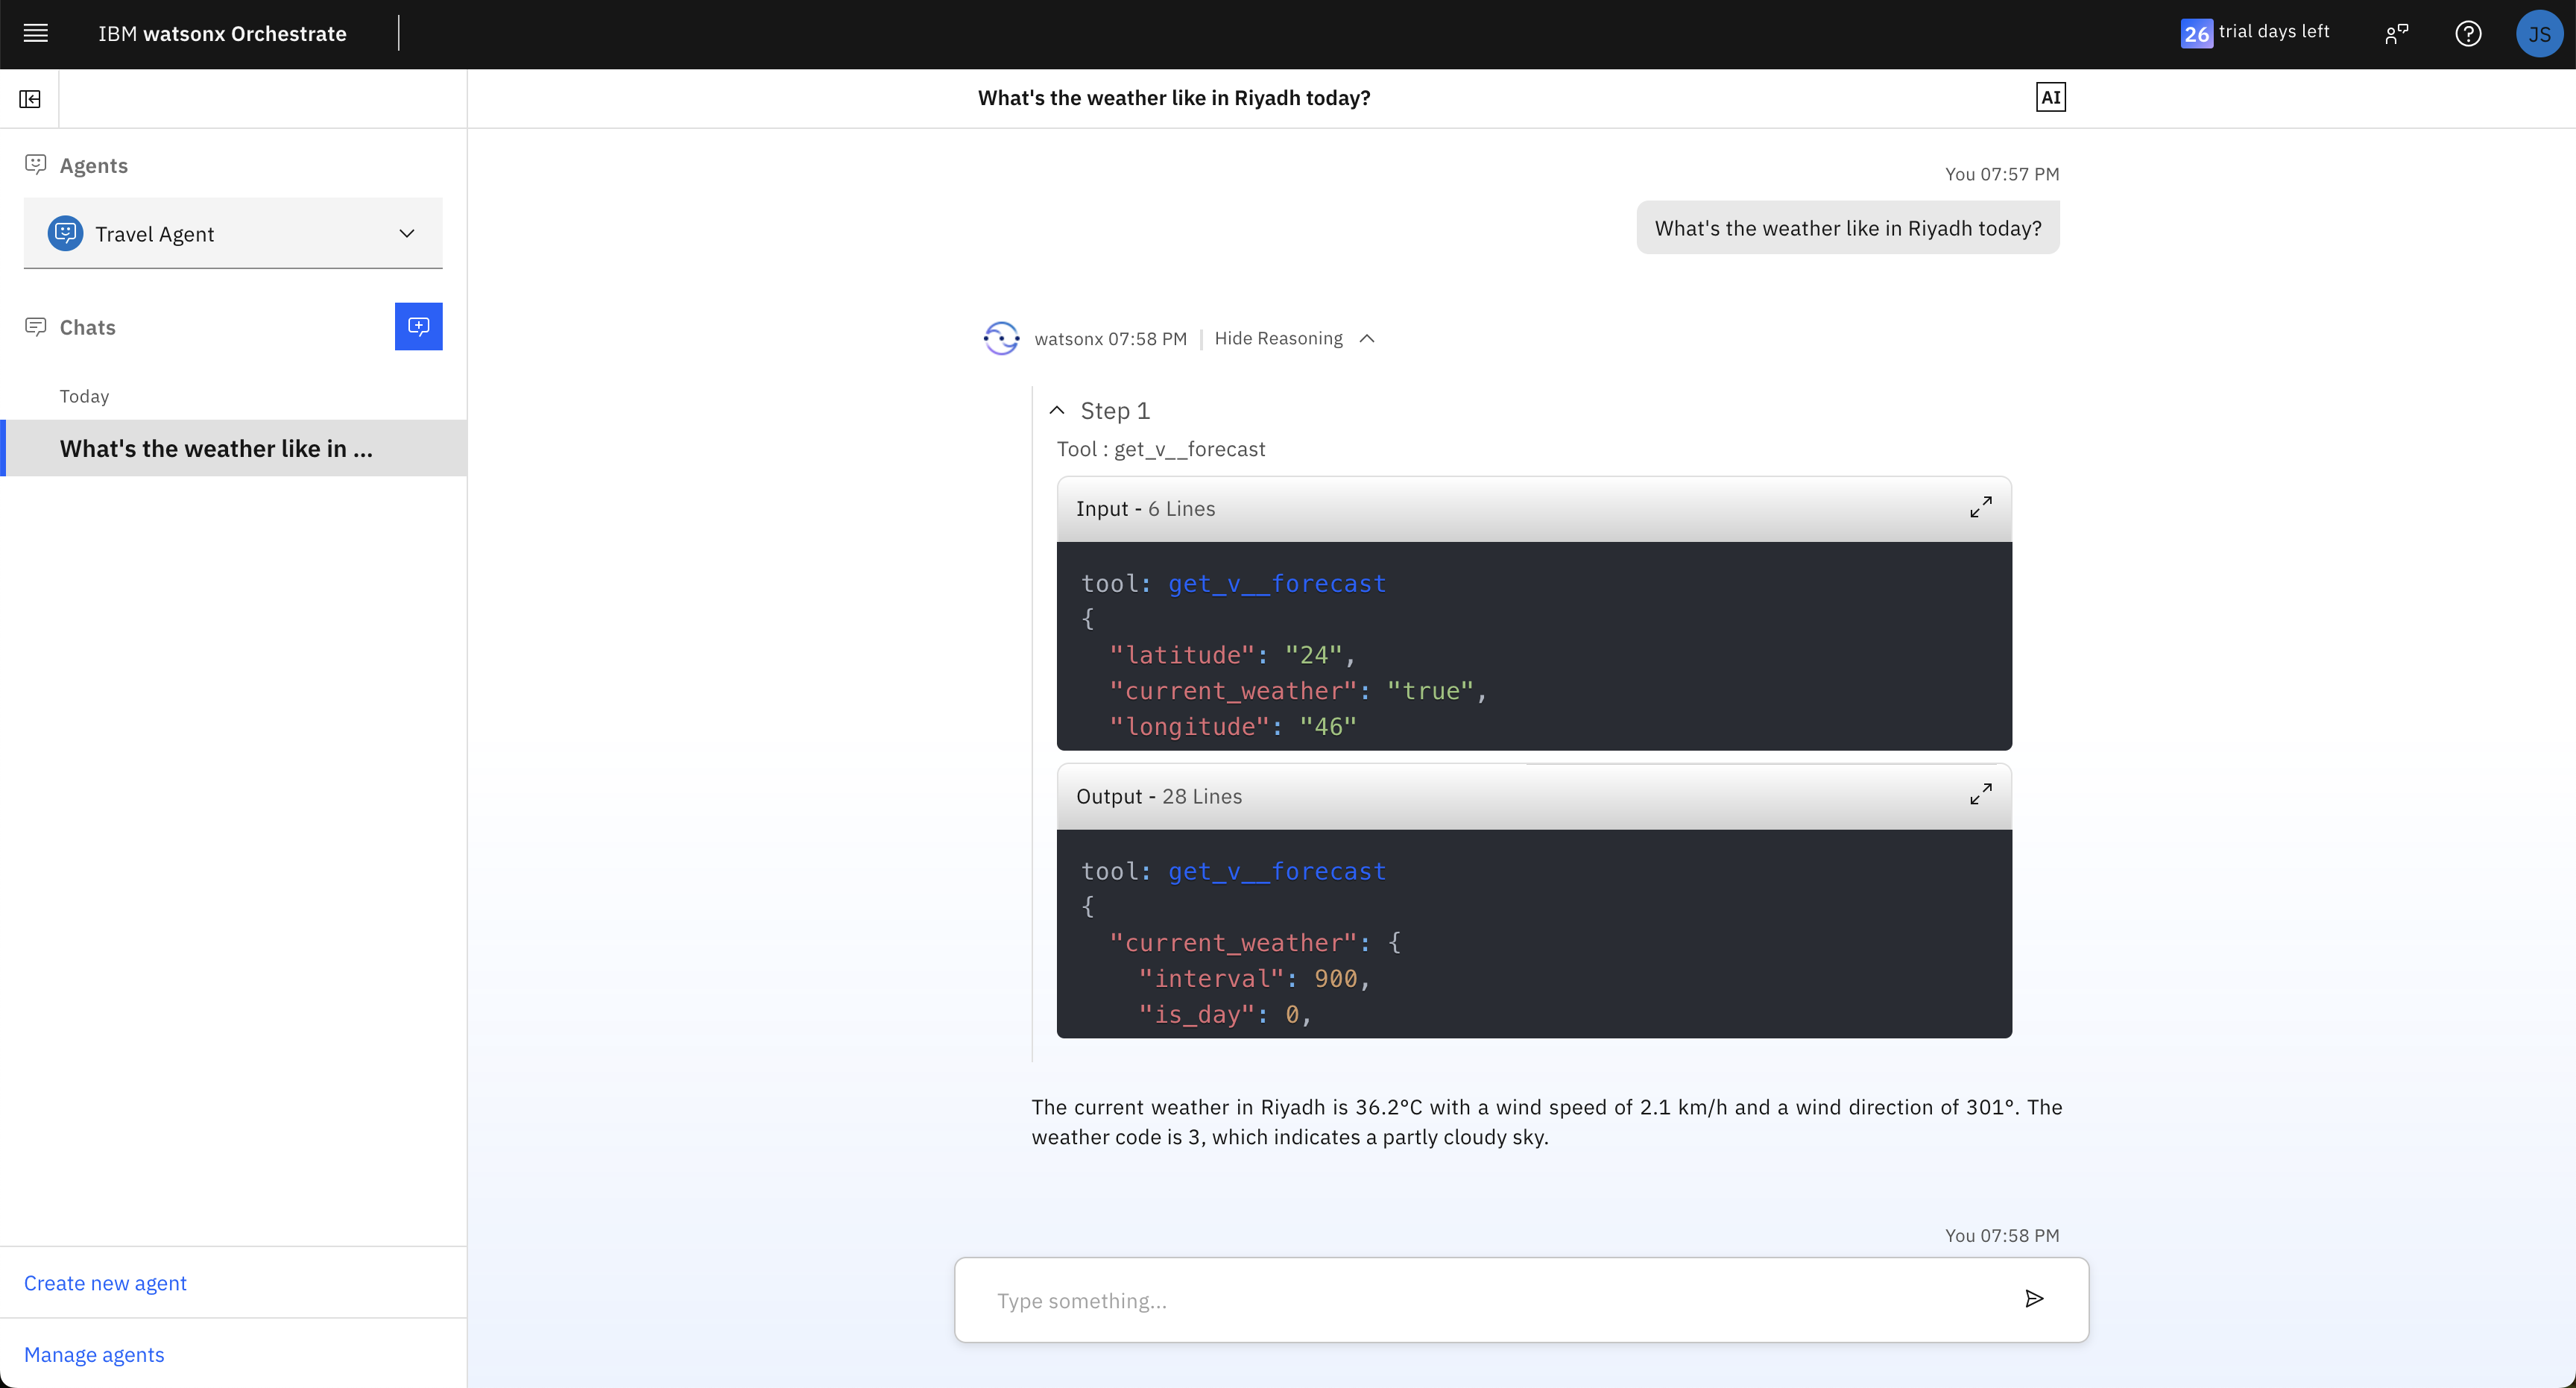 IBM watsonx Orchestrate
26 trial days left
JS
What's the weather like in Riyadh today?
AI
Agents
Travel Agent
Chats
Today
What's the weather like in ...
Create new agent
Manage agents
You 07:57 PM
What's the weather like in Riyadh today?
watsonx 07:58 PM | Hide Reasoning
Step 1
Tool : get_v__forecast
Input - 6 Lines
tool: get_v__forecast
{
"latitude": "24",
"current_weather": "true",
"longitude": "46"
Output - 28 Lines
tool: get_v__forecast
{
"current_weather": {
"interval": 900,
"is_day": 0,
The current weather in Riyadh is 36.2°C with a wind speed of 2.1 km/h and a wind direction of 301°. The
weather code is 3, which indicates a partly cloudy sky.
You 07:58 PM
Type something...